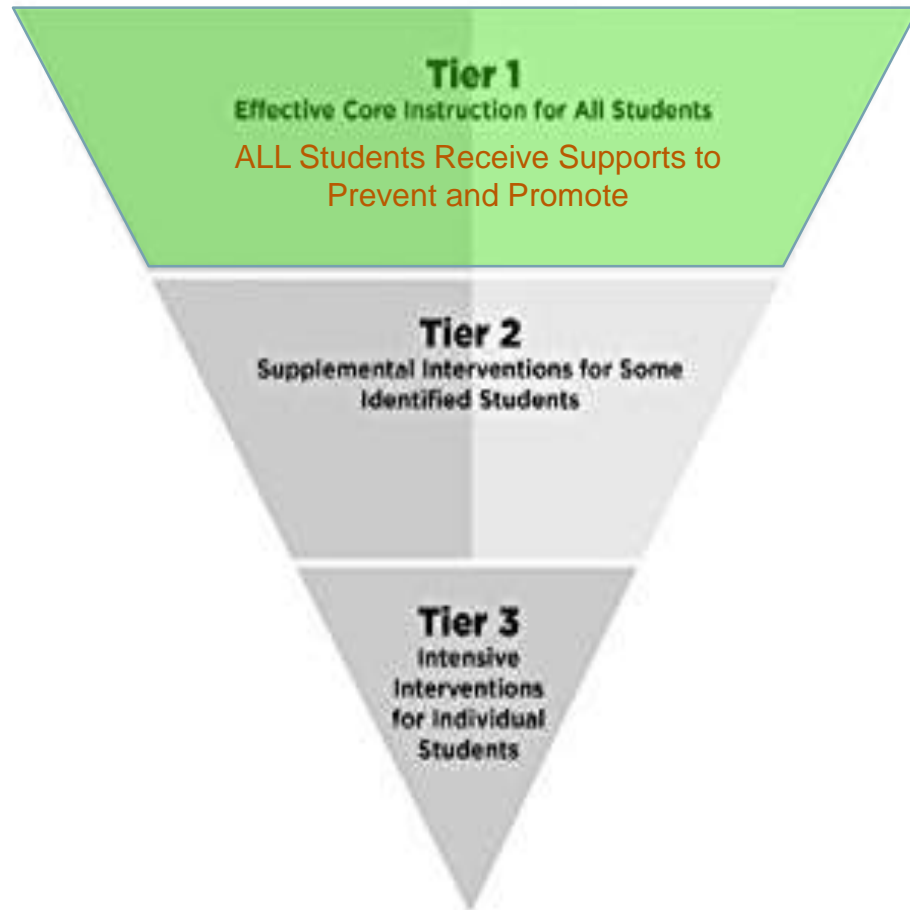 Tier 1
Effective Core Instruction for All Students
ALL Students Receive Supports to
Prevent and Promote
Tier 2
Supplemental Interventions for Some
Identified Students
Tier 3
Intensive
Interventions
for Individual
Students